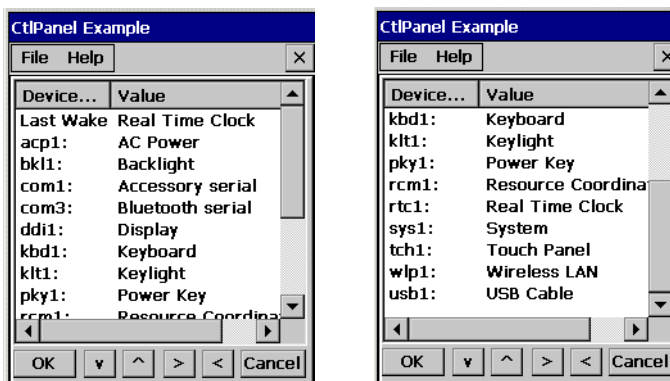 CtlPanel Example
File Help ×
Device... Value
Last Wake Real Time Clock
acp1: AC Power
bkl1: Backlight
com1: Accessory serial
com3: Bluetooth serial
ddi1: Display
kbd1: Keyboard
klt1: Keylight
pky1: Power Key
rcm1: Resource Coordina
OK v ^ > < Cancel
CtlPanel Example
File Help ×
Device... Value
kbd1: Keyboard
klt1: Keylight
pky1: Power Key
rcm1: Resource Coordina
rtc1: Real Time Clock
sys1: System
tch1: Touch Panel
wlp1: Wireless LAN
usb1: USB Cable
OK v ^ > < Cancel